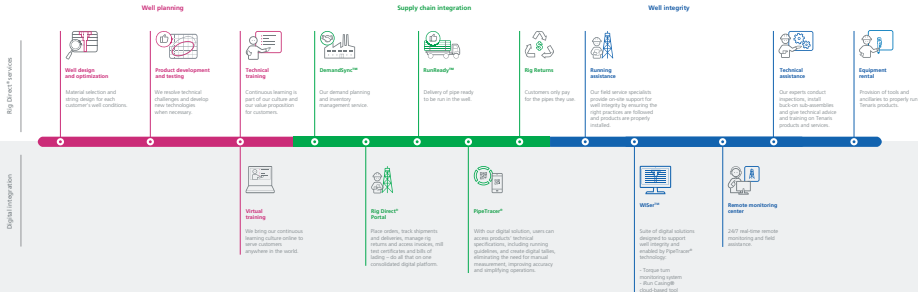 Well planning
Supply chain integration
Well integrity
Rig Direct® services
Well design
and optimization
Material selection and
string design for each
customer's well conditions.
Product development
and testing
We resolve technical
challenges and develop
new technologies
when necessary.
Technical
training
Continuous learning is
part of our culture and
our value proposition
for customers.
DemandSync™
Our demand planning
and inventory
management service.
RunReady™
Delivery of pipe ready
to be run in the well.
Rig Returns
Customers only pay
for the pipes they use.
Running
assistance
Our field service specialists
provide on-site support for
well integrity by ensuring the
right practices are followed
and products are properly
installed.
Technical
assistance
Our experts conduct
inspections, install
buck-on sub-assemblies
and give technical advice
and training on Tenaris
products and services.
Equipment
rental
Provision of tools and
ancillaries to properly run
Tenaris products.
Digital integration
Virtual
training
We bring our continuous
learning culture online to
serve customers
anywhere in the world.
Rig Direct®
Portal
Place orders, track shipments
and deliveries, manage rig
returns and access invoices, mill
test certificates and bills of
lading – do all that on one
consolidated digital platform.
PipeTracer®
With our digital solution, users can
access products' technical
specifications, including running
guidelines, and create digital tables,
eliminating the need for manual
measurement, improving accuracy
and simplifying operations.
WISer™
Suite of digital solutions
designed to support
well integrity and
enabled by PipeTracer®
technology:
- Torque turn
monitoring system
- iRun Casing®
cloud-based tool
Remote monitoring
center
24/7 real-time remote
monitoring and field
assistance.